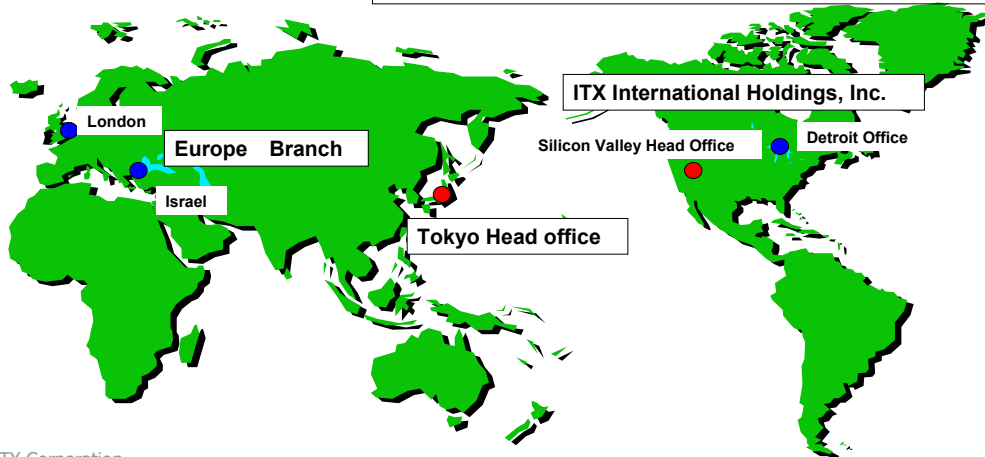 ITX International Holdings, Inc.
London
Silicon Valley Head Office
Detroit Office
Europe Branch
Israel
Tokyo Head office